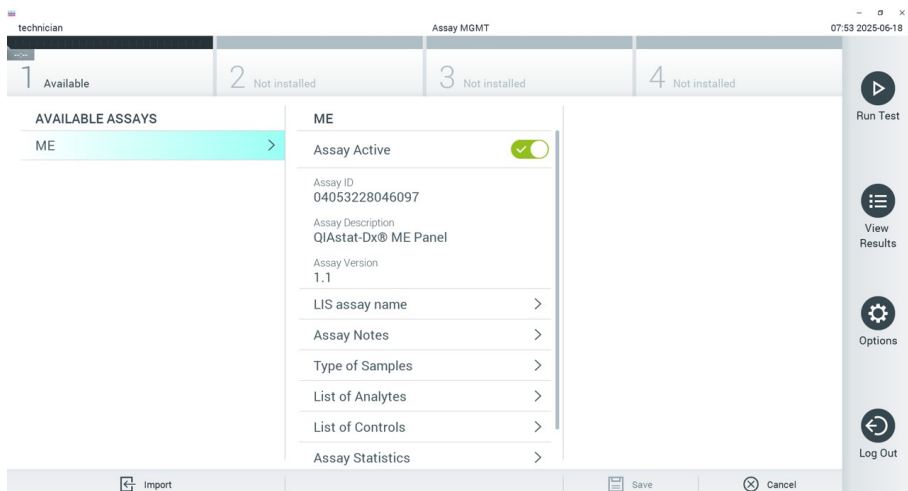 technician
Assay MGMT
07:53 2025-06-18
--:--
1 Available
2 Not installed
3 Not installed
4 Not installed
Run Test
View
Results
Options
Log Out
AVAILABLE ASSAYS
ME
ME
Assay Active
Assay ID
04053228046097
Assay Description
QIAstat-Dx® ME Panel
Assay Version
1.1
LIS assay name
Assay Notes
Type of Samples
List of Analytes
List of Controls
Assay Statistics
Import
Save
Cancel